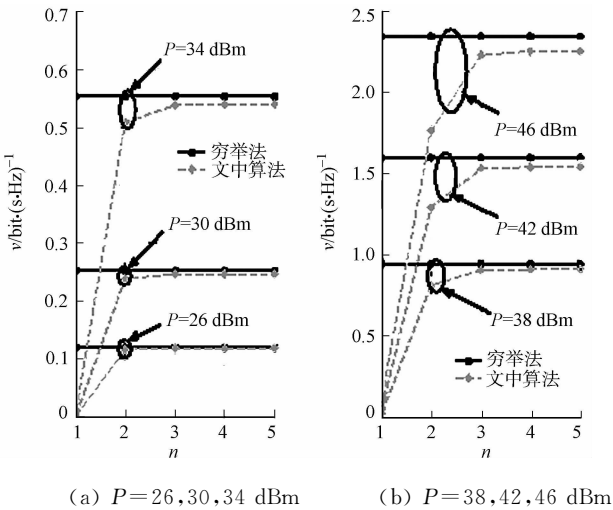 v/bit·(s·Hz)⁻¹
0.7
0.6
0.5
0.4
0.3
0.2
0.1
0
P=34 dBm
穷举法
文中算法
P=30 dBm
P=26 dBm
1 2 3 4 5
n
(a) P=26,30,34 dBm
v/bit·(s·Hz)⁻¹
2.5
2.0
1.5
1.0
0.5
0
P=46 dBm
P=42 dBm
P=38 dBm
穷举法
文中算法
1 2 3 4 5
n
(b) P=38,42,46 dBm